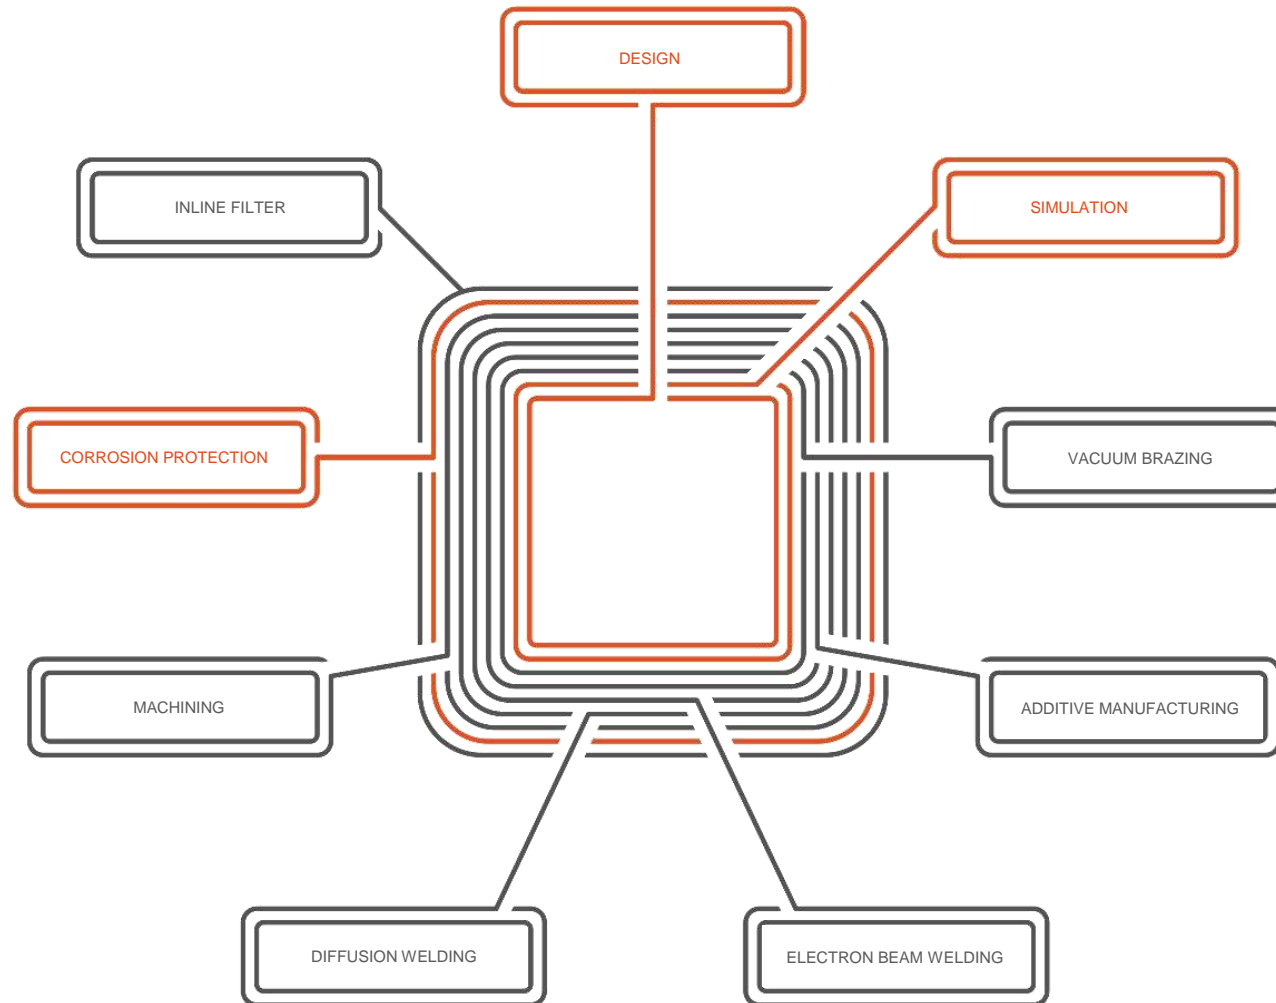 DESIGN
INLINE FILTER
SIMULATION
CORROSION PROTECTION
VACUUM BRAZING
MACHINING
ADDITIVE MANUFACTURING
DIFFUSION WELDING
ELECTRON BEAM WELDING